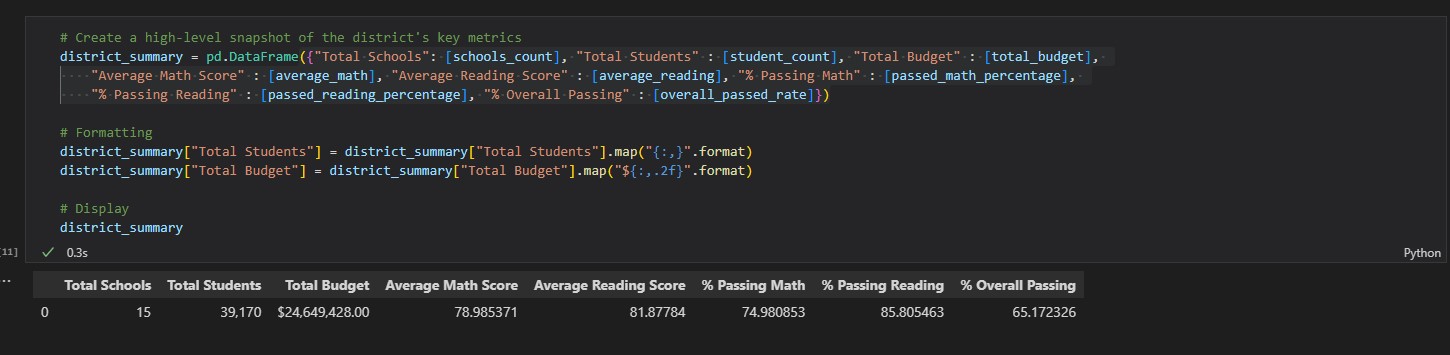 # Create a high-level snapshot of the district's key metrics
district_summary = pd.DataFrame({"Total Schools": [schools_count], "Total Students" : [student_count], "Total Budget" : [total_budget],
    "Average Math Score" : [average_math], "Average Reading Score" : [average_reading], "% Passing Math" : [passed_math_percentage],
    "% Passing Reading" : [passed_reading_percentage], "% Overall Passing" : [overall_passed_rate]})
# Formatting
district_summary["Total Students"] = district_summary["Total Students"].map("{:,}".format)
district_summary["Total Budget"] = district_summary["Total Budget"].map("${:,.2f}".format)
# Display
district_summary
[11] ✓ 0.3s Python
... Total Schools Total Students Total Budget Average Math Score Average Reading Score % Passing Math % Passing Reading % Overall Passing
0 15 39,170 $24,649,428.00 78.985371 81.87784 74.980853 85.805463 65.172326